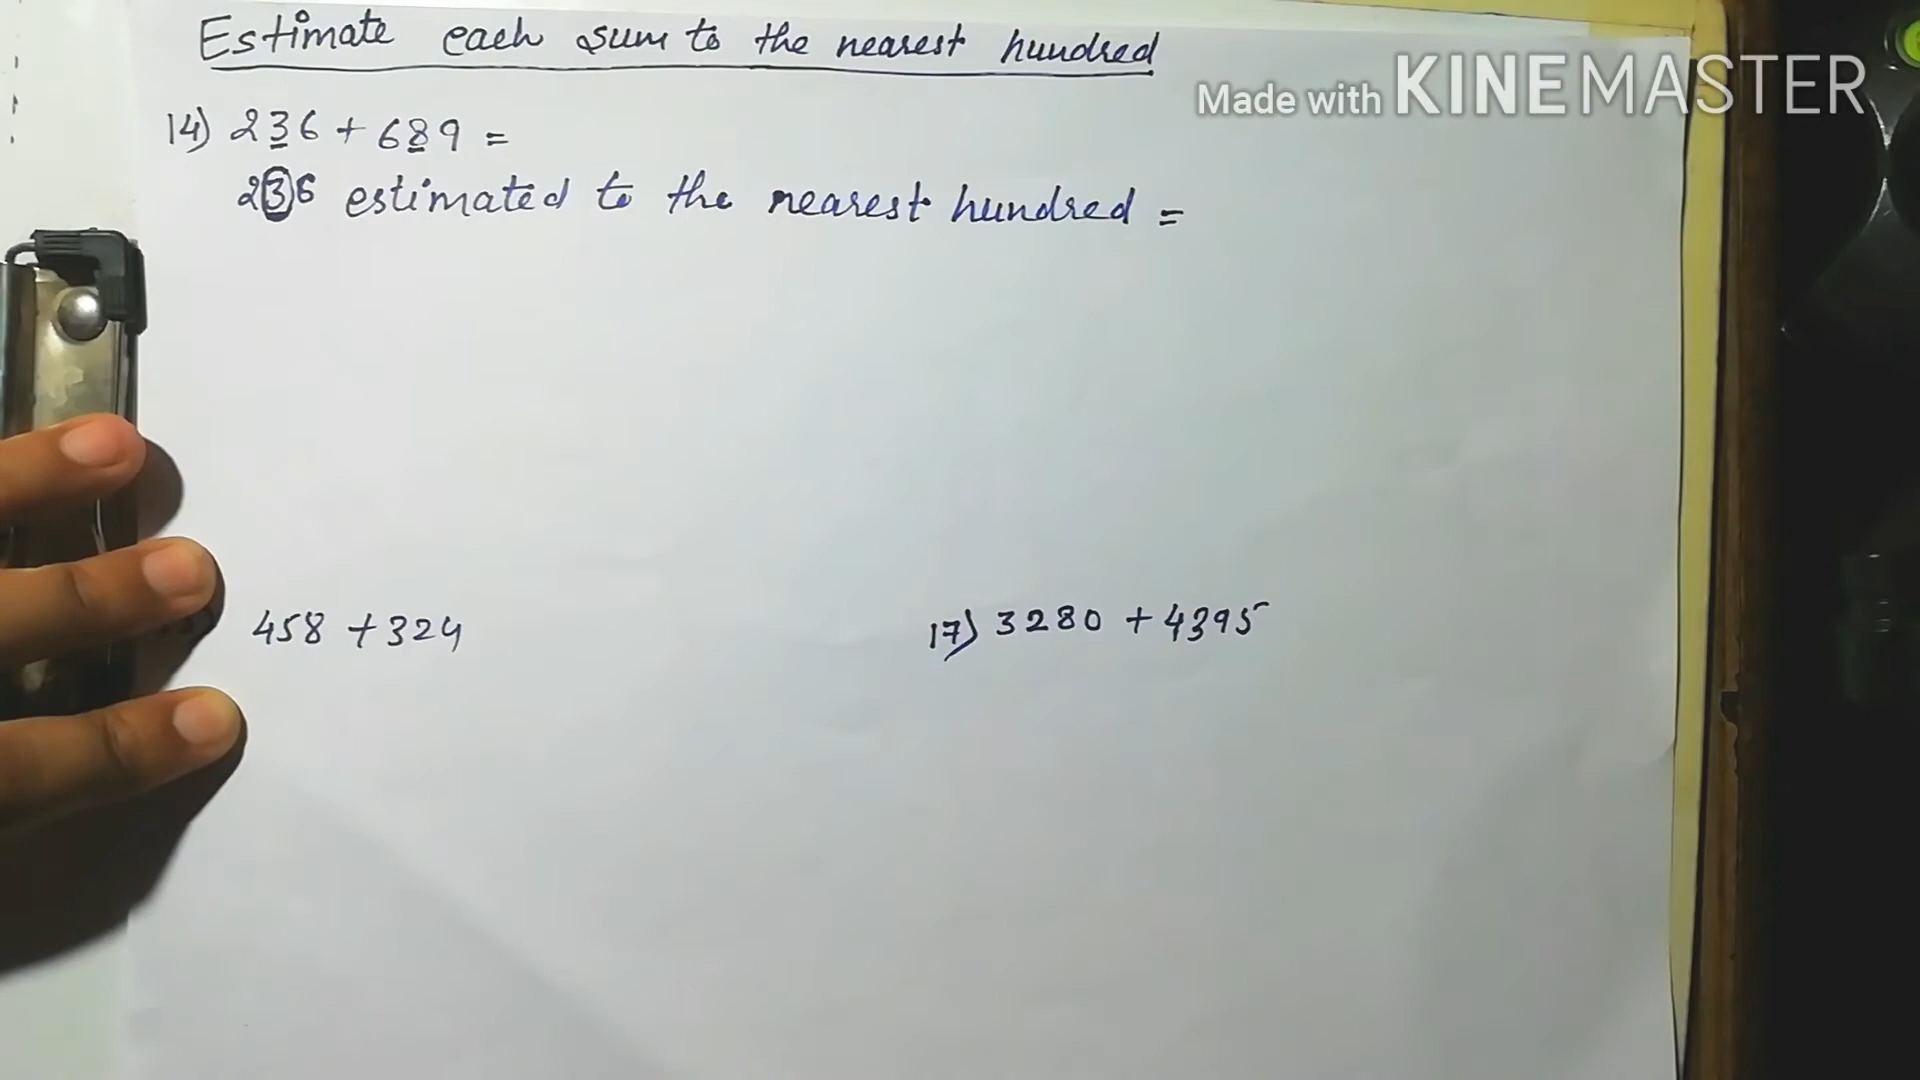 Estimate each sum to the nearest hundred
Made with KINEMASTER
14) 236 + 689 =
236 estimated to the nearest hundred =
458 + 324
17) 3280 + 4395